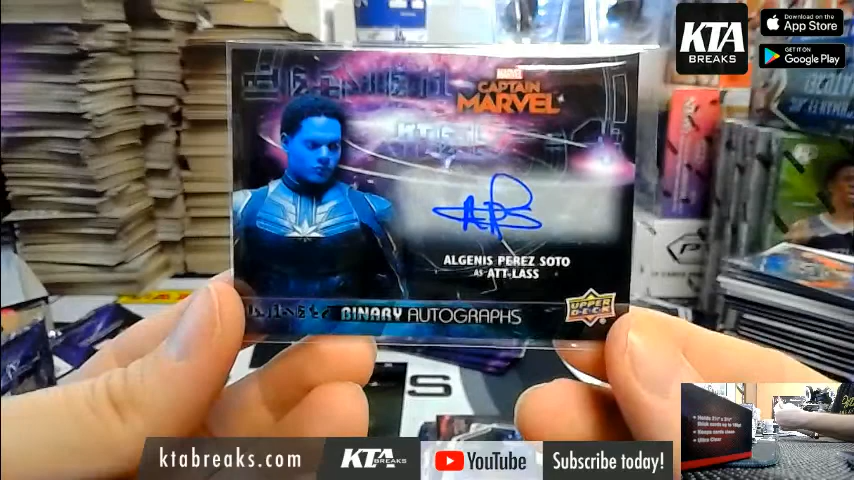 KTA
BREAKS
Download on the
App Store
GET IT ON
Google Play
MARVEL
CAPTAIN
MARVEL
ALGENIS PEREZ SOTO
AS ATT-LASS
BINARY AUTOGRAPHS
UPPER
DECK
ktabreaks.com
KTA BREAKS
YouTube
Subscribe today!